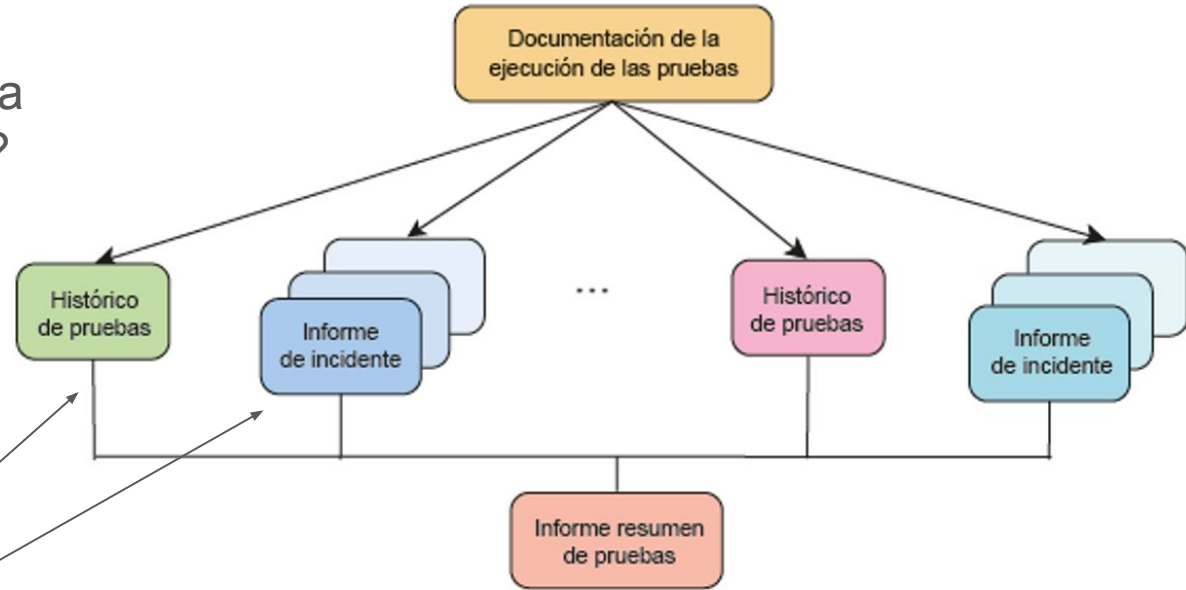 Documentación de la
ejecución de las pruebas
a
?
Histórico
de pruebas
Informe
de incidente
...
Histórico
de pruebas
Informe
de incidente
Informe resumen
de pruebas